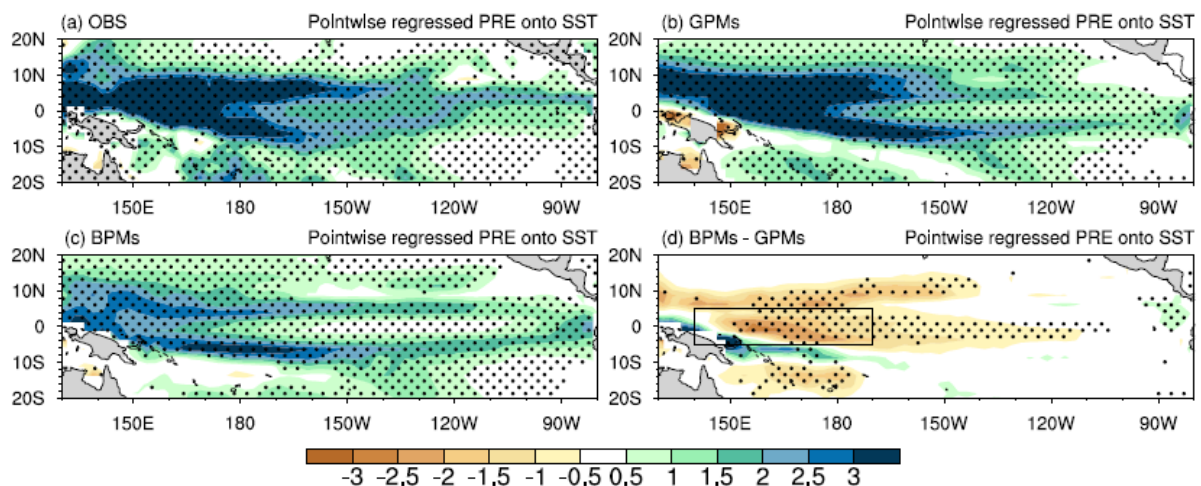 (a) OBS Pointwise regressed PRE onto SST
(b) GPMs Pointwise regressed PRE onto SST
20N 20N
10N 10N
0 0
10S 10S
20S 20S
150E 180 150W 120W 90W 150E 180 150W 120W 90W
(c) BPMs Pointwise regressed PRE onto SST
(d) BPMs - GPMs Pointwise regressed PRE onto SST
20N 20N
10N 10N
0 0
10S 10S
20S 20S
150E 180 150W 120W 90W 150E 180 150W 120W 90W
-3 -2.5 -2 -1.5 -1 -0.5 0.5 1 1.5 2 2.5 3